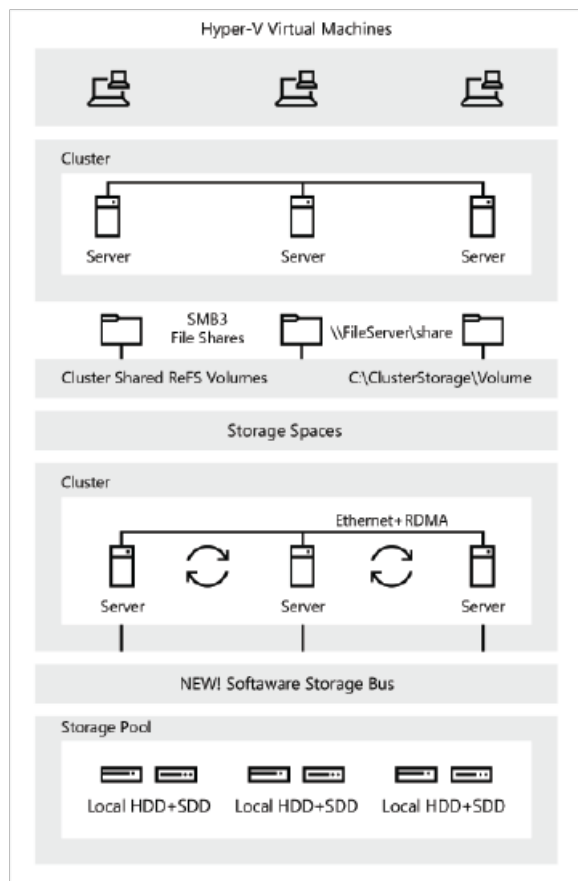 Hyper-V Virtual Machines
Cluster
Server Server Server
SMB3
File Shares
\\FileServer\share
Cluster Shared ReFS Volumes C:\ClusterStorage\Volume
Storage Spaces
Cluster
Ethernet+RDMA
Server Server Server
NEW! Softaware Storage Bus
Storage Pool
Local HDD+SDD Local HDD+SDD Local HDD+SDD